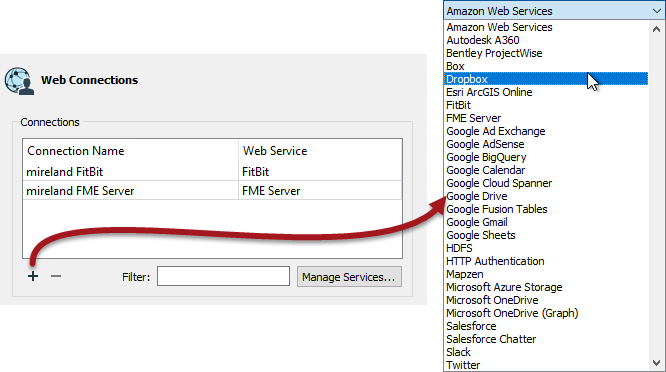 Web Connections
Connections
Connection Name Web Service
mireland FitBit FitBit
mireland FME Server FME Server
+ − Filter: Manage Services...
Amazon Web Services
Amazon Web Services
Autodesk A360
Bentley ProjectWise
Box
Dropbox
Esri ArcGIS Online
FitBit
FME Server
Google Ad Exchange
Google AdSense
Google BigQuery
Google Calendar
Google Cloud Spanner
Google Drive
Google Fusion Tables
Google Gmail
Google Sheets
HDFS
HTTP Authentication
Mapzen
Microsoft Azure Storage
Microsoft OneDrive
Microsoft OneDrive (Graph)
Salesforce
Salesforce Chatter
Slack
Twitter